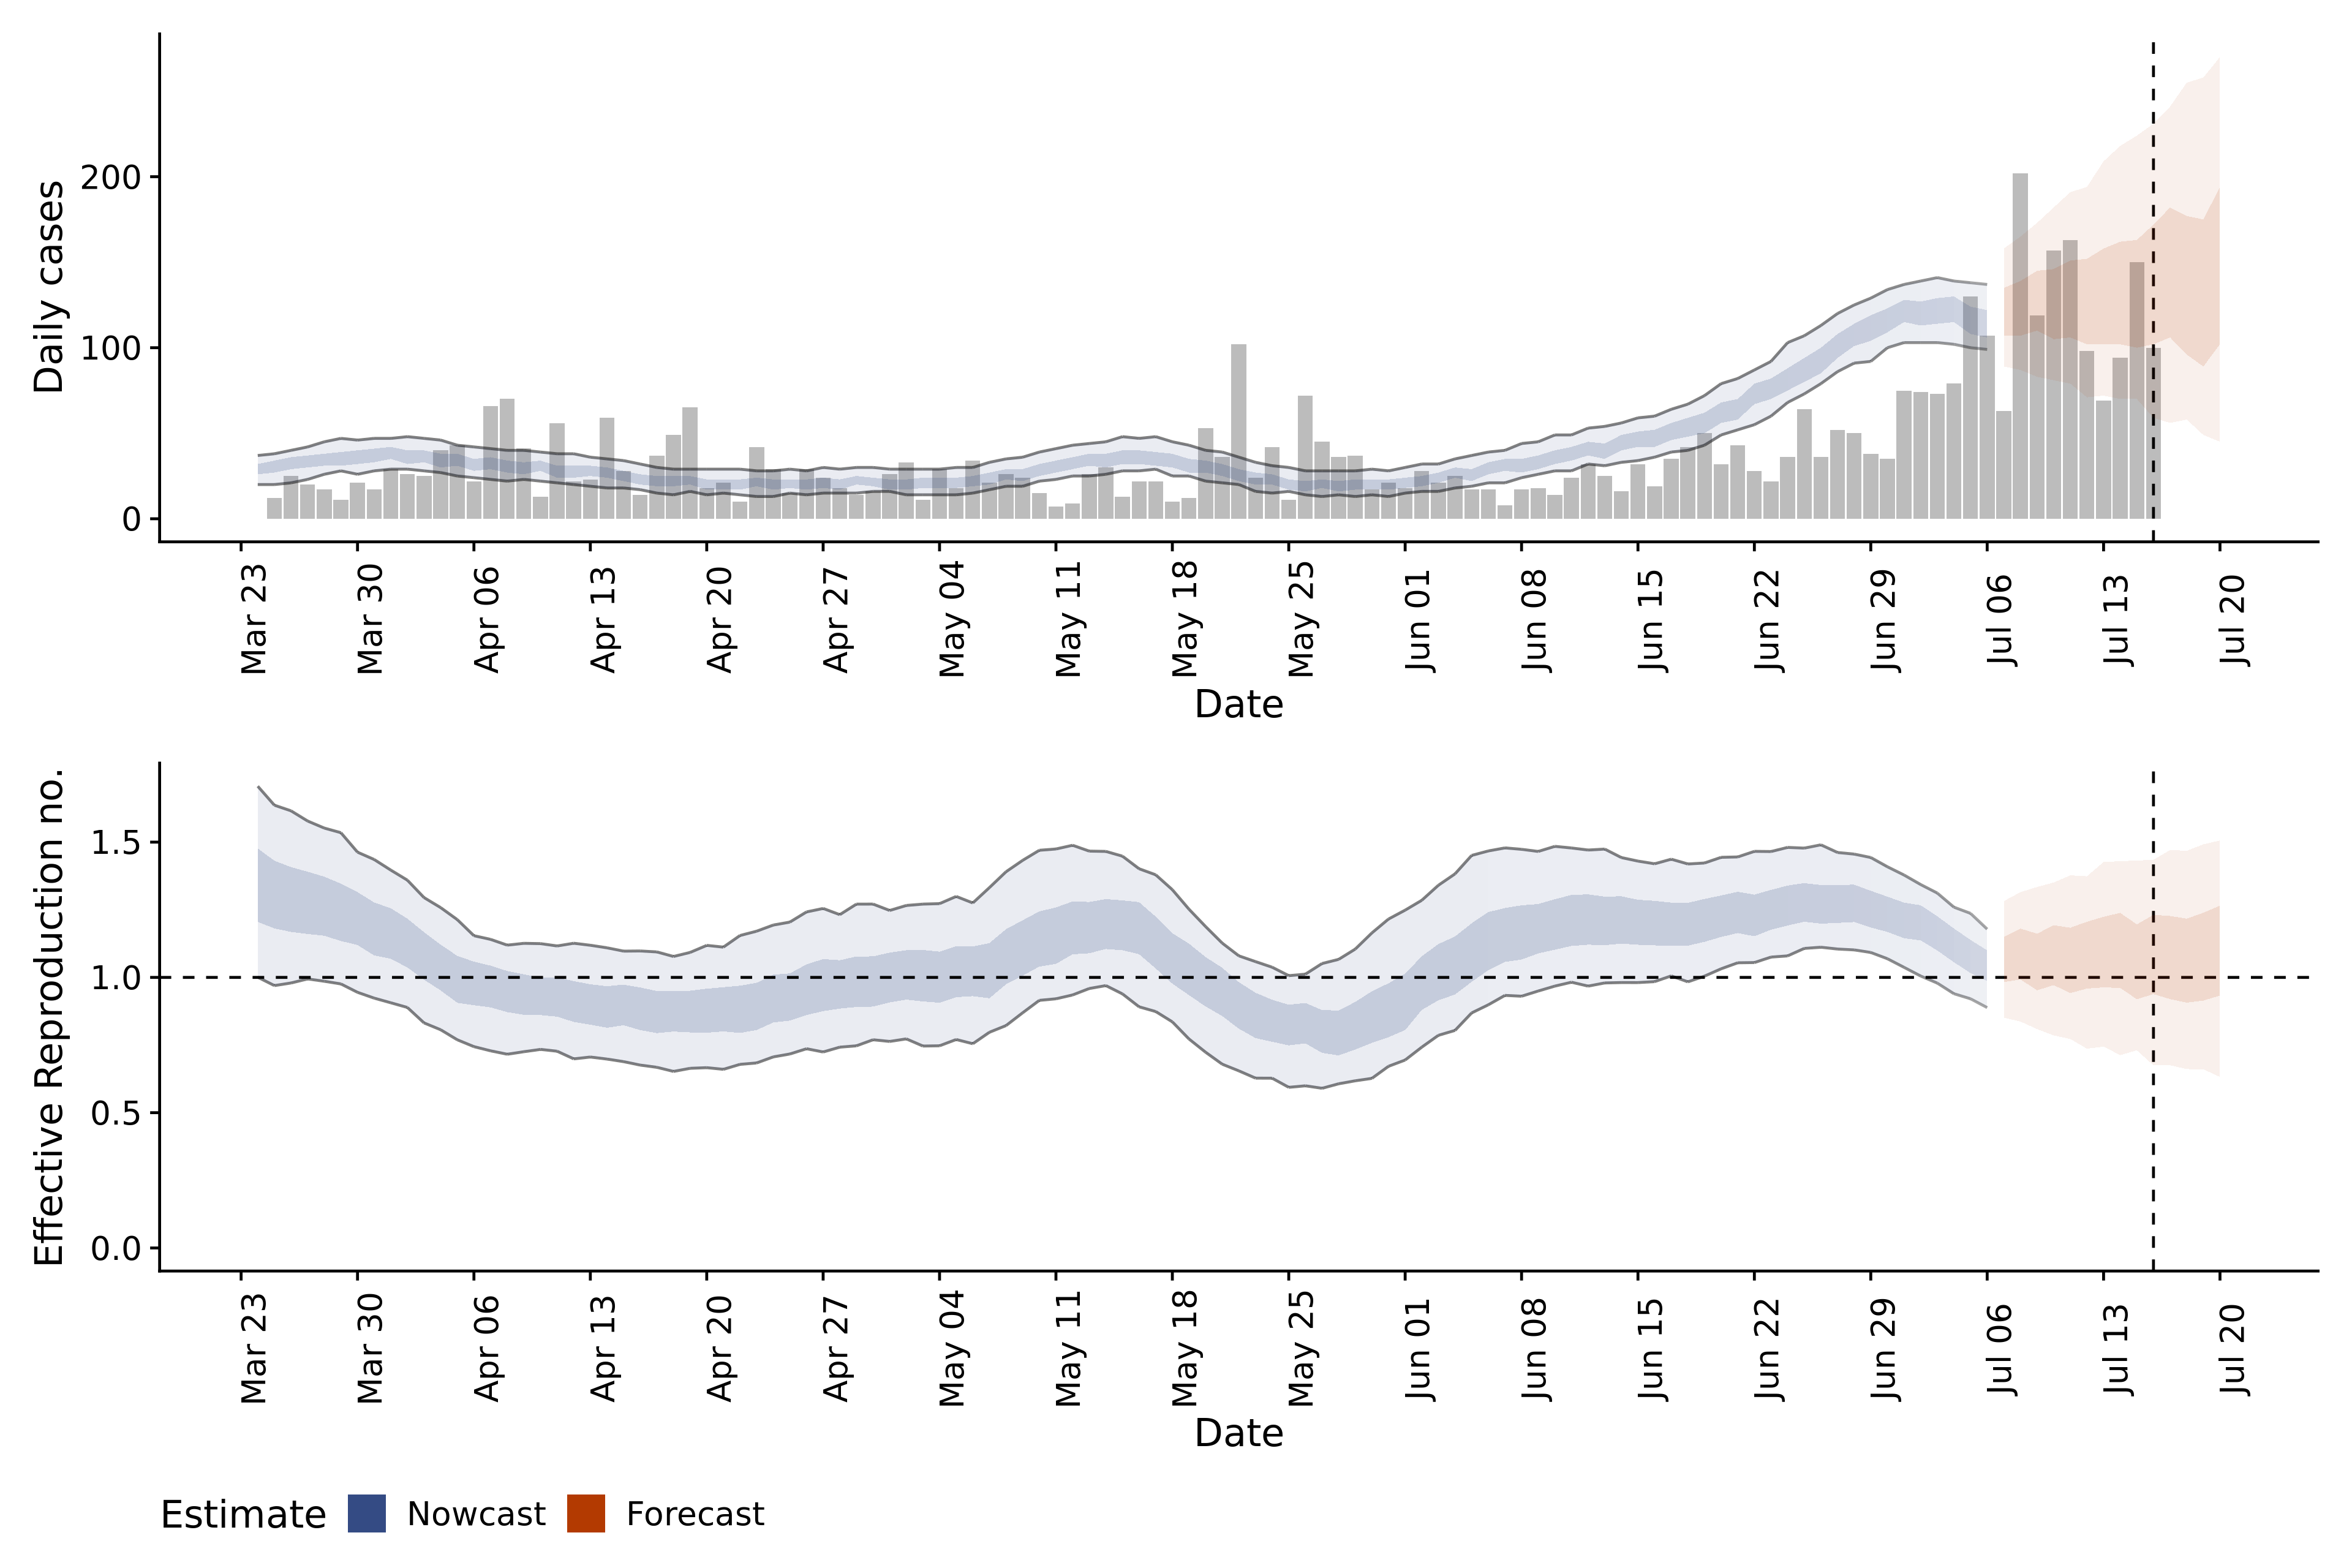 Daily cases
200
100
0
Mar 23 Mar 30 Apr 06 Apr 13 Apr 20 Apr 27 May 04 May 11 May 18 May 25 Jun 01 Jun 08 Jun 15 Jun 22 Jun 29 Jul 06 Jul 13 Jul 20
Date
Effective Reproduction no.
1.5
1.0
0.5
0.0
Mar 23 Mar 30 Apr 06 Apr 13 Apr 20 Apr 27 May 04 May 11 May 18 May 25 Jun 01 Jun 08 Jun 15 Jun 22 Jun 29 Jul 06 Jul 13 Jul 20
Date
Estimate Nowcast Forecast